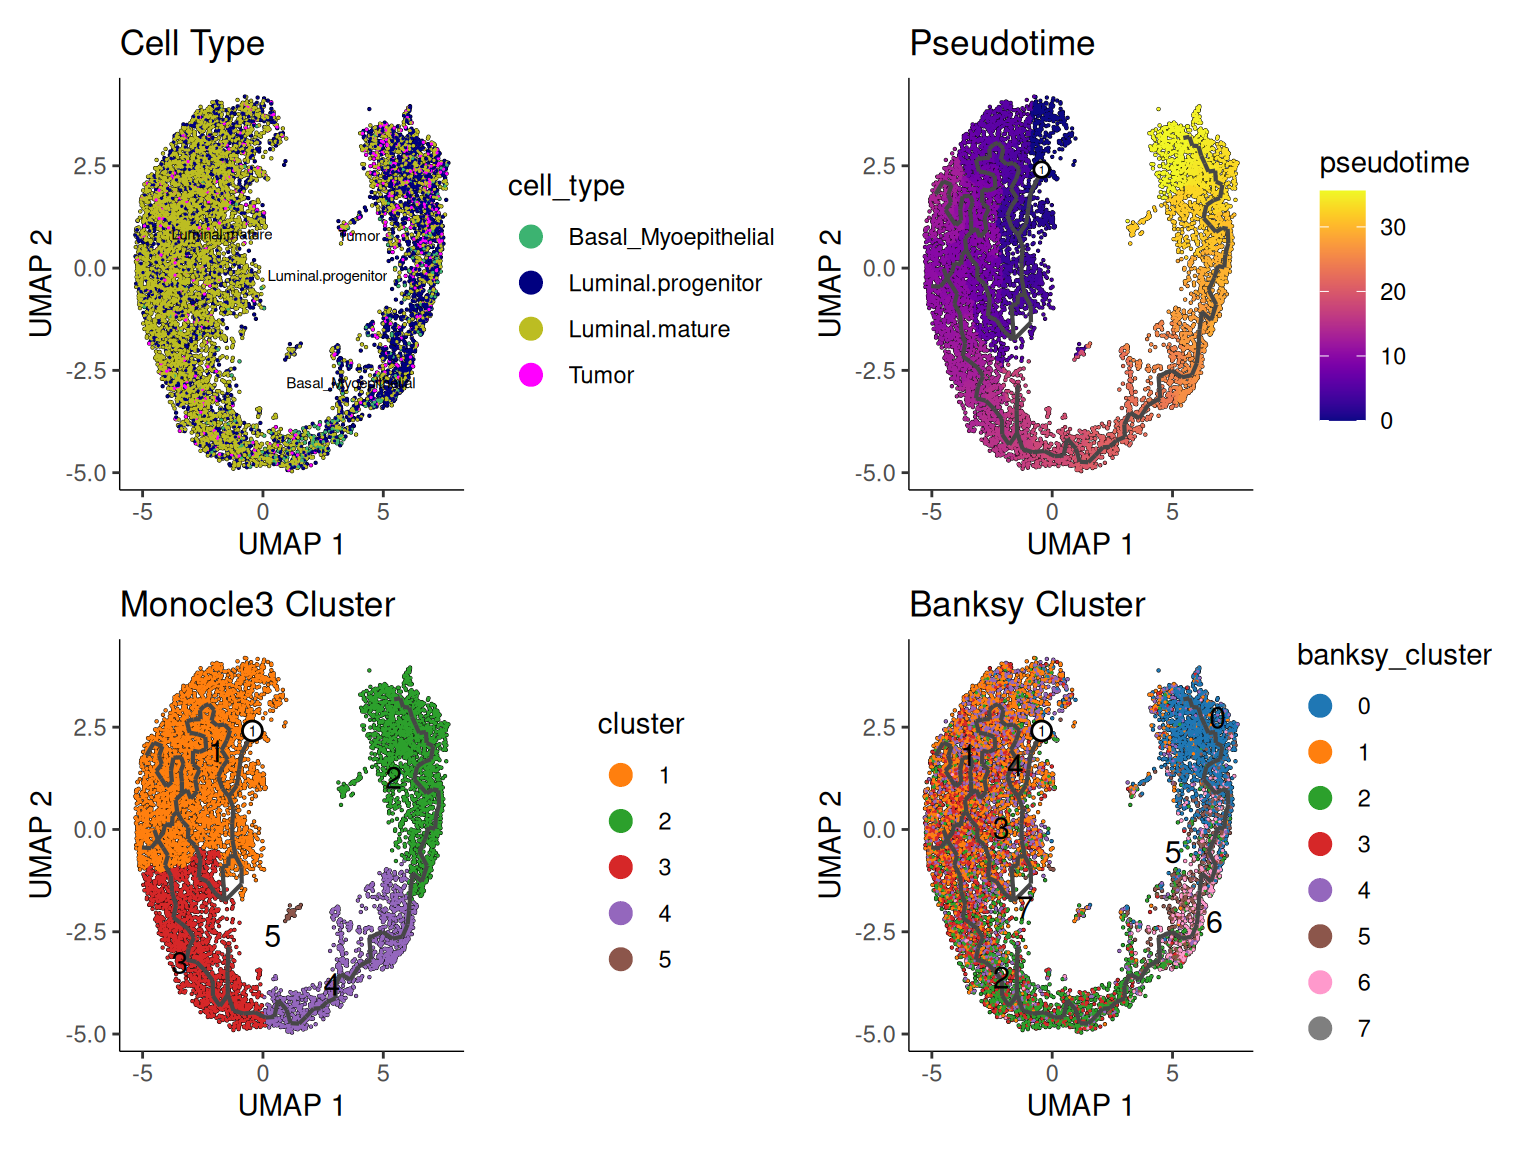 Cell Type
2.5
0.0
-2.5
-5.0
UMAP 2
-5
0
5
UMAP 1
Luminal.mature
Tumor
Luminal.progenitor
Basal_Myoepithelial
cell_type
Basal_Myoepithelial
Luminal.progenitor
Luminal.mature
Tumor
Pseudotime
2.5
0.0
-2.5
-5.0
UMAP 2
-5
0
5
UMAP 1
1
pseudotime
30
20
10
0
Monocle3 Cluster
2.5
0.0
-2.5
-5.0
UMAP 2
-5
0
5
UMAP 1
1
1
2
5
3
4
cluster
1
2
3
4
5
Banksy Cluster
2.5
0.0
-2.5
-5.0
UMAP 2
-5
0
5
UMAP 1
0
1
1
4
3
5
7
6
2
banksy_cluster
0
1
2
3
4
5
6
7